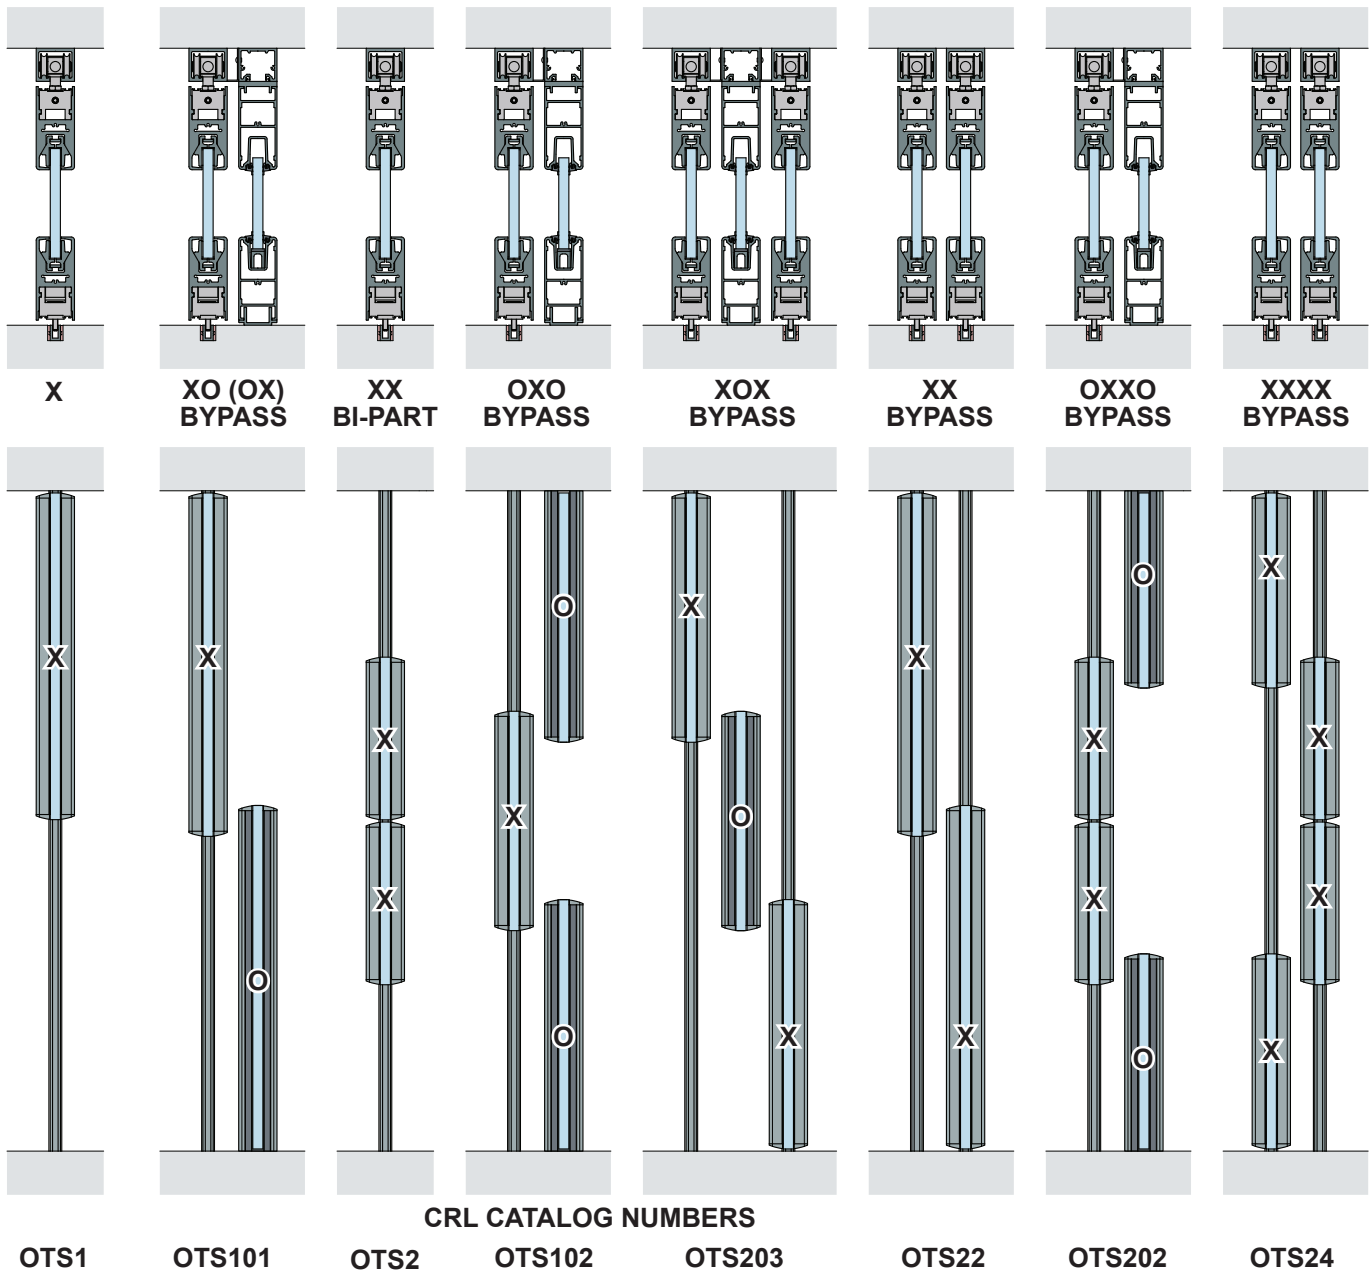 X
XO (OX)
BYPASS
XX
BI-PART
OXO
BYPASS
XOX
BYPASS
XX
BYPASS
OXXO
BYPASS
XXXX
BYPASS
X
X
O
X
X
O
X
O
X
O
X
X
X
O
X
X
O
X
X
X
X
CRL CATALOG NUMBERS
OTS1
OTS101
OTS2
OTS102
OTS203
OTS22
OTS202
OTS24